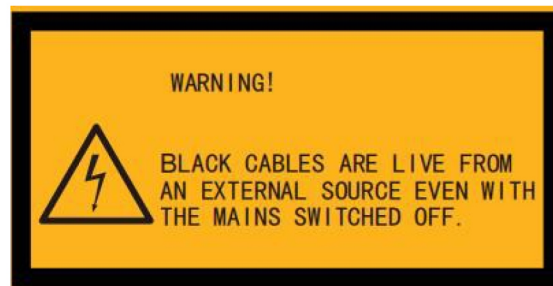 WARNING!
BLACK CABLES ARE LIVE FROM
AN EXTERNAL SOURCE EVEN WITH
THE MAINS SWITCHED OFF.